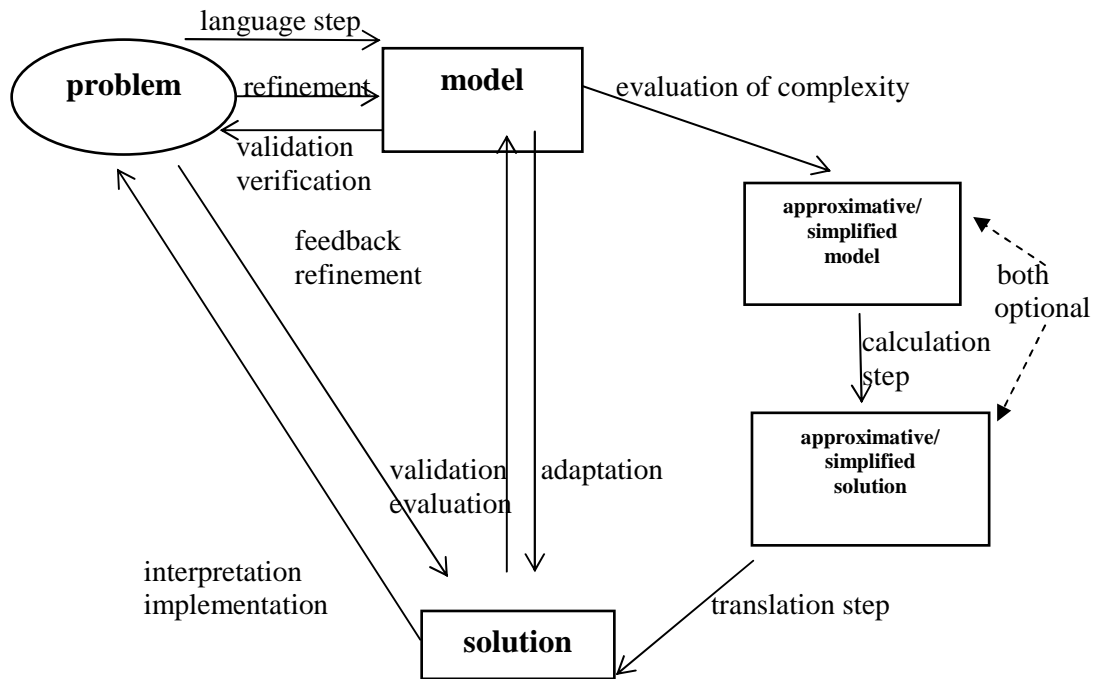 language step
problem
refinement
model
evaluation of complexity
validation
verification
approximative/
simplified
model
feedback
refinement
both
optional
calculation
step
approximative/
simplified
solution
validation
evaluation
adaptation
interpretation
implementation
translation step
solution